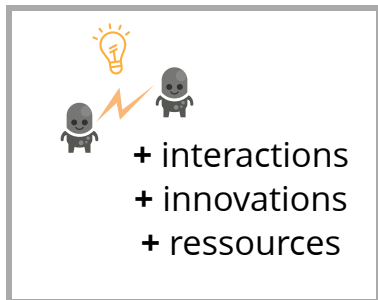 + interactions
+ innovations
+ ressources